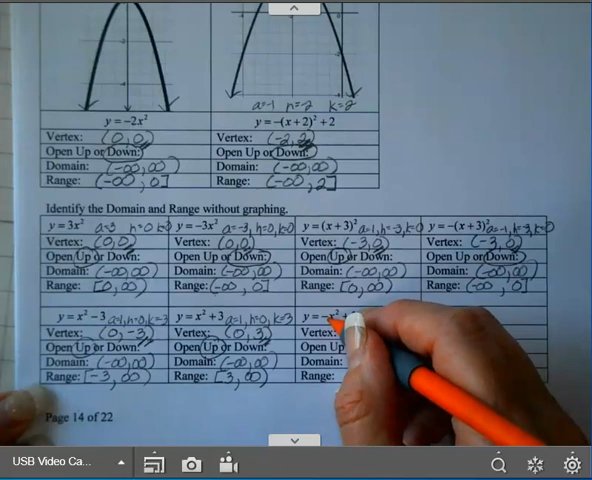 a=-1 h=-2 k=2
y = -2x² y = -(x + 2)² + 2
Vertex: (0,0) Vertex: (-2,2)
Open Up or Down: Open Up or Down:
Domain: (-∞,∞) Domain: (-∞,∞)
Range: (-∞,0] Range: (-∞,2]
Identify the Domain and Range without graphing.
y = 3x² a=3 h=0 k=0 y = -3x² a=-3, h=0, k=0 y = (x + 3)² a=1, h=-3, k=0 y = -(x + 3)² a=-1, h=-3, k=0
Vertex: (0,0) Vertex: (0,0) Vertex: (-3,0) Vertex: (-3,0)
Open Up or Down: Open Up or Down: Open Up or Down: Open Up or Down:
Domain: (-∞,∞) Domain: (-∞,∞) Domain: (-∞,∞) Domain: (-∞,∞)
Range: [0,∞) Range: (-∞,0] Range: [0,∞) Range: (-∞,0]
y = x² - 3 a=1, h=0, k=-3 y = x² + 3 a=1, h=0, k=3 y = -x² +
Vertex: (0,-3) Vertex: (0,3) Vertex:
Open Up or Down: Open Up or Down: Open Up
Domain: (-∞,∞) Domain: (-∞,∞) Domain:
Range: [-3,∞) Range: [3,∞) Range:
Page 14 of 22
USB Video Ca...